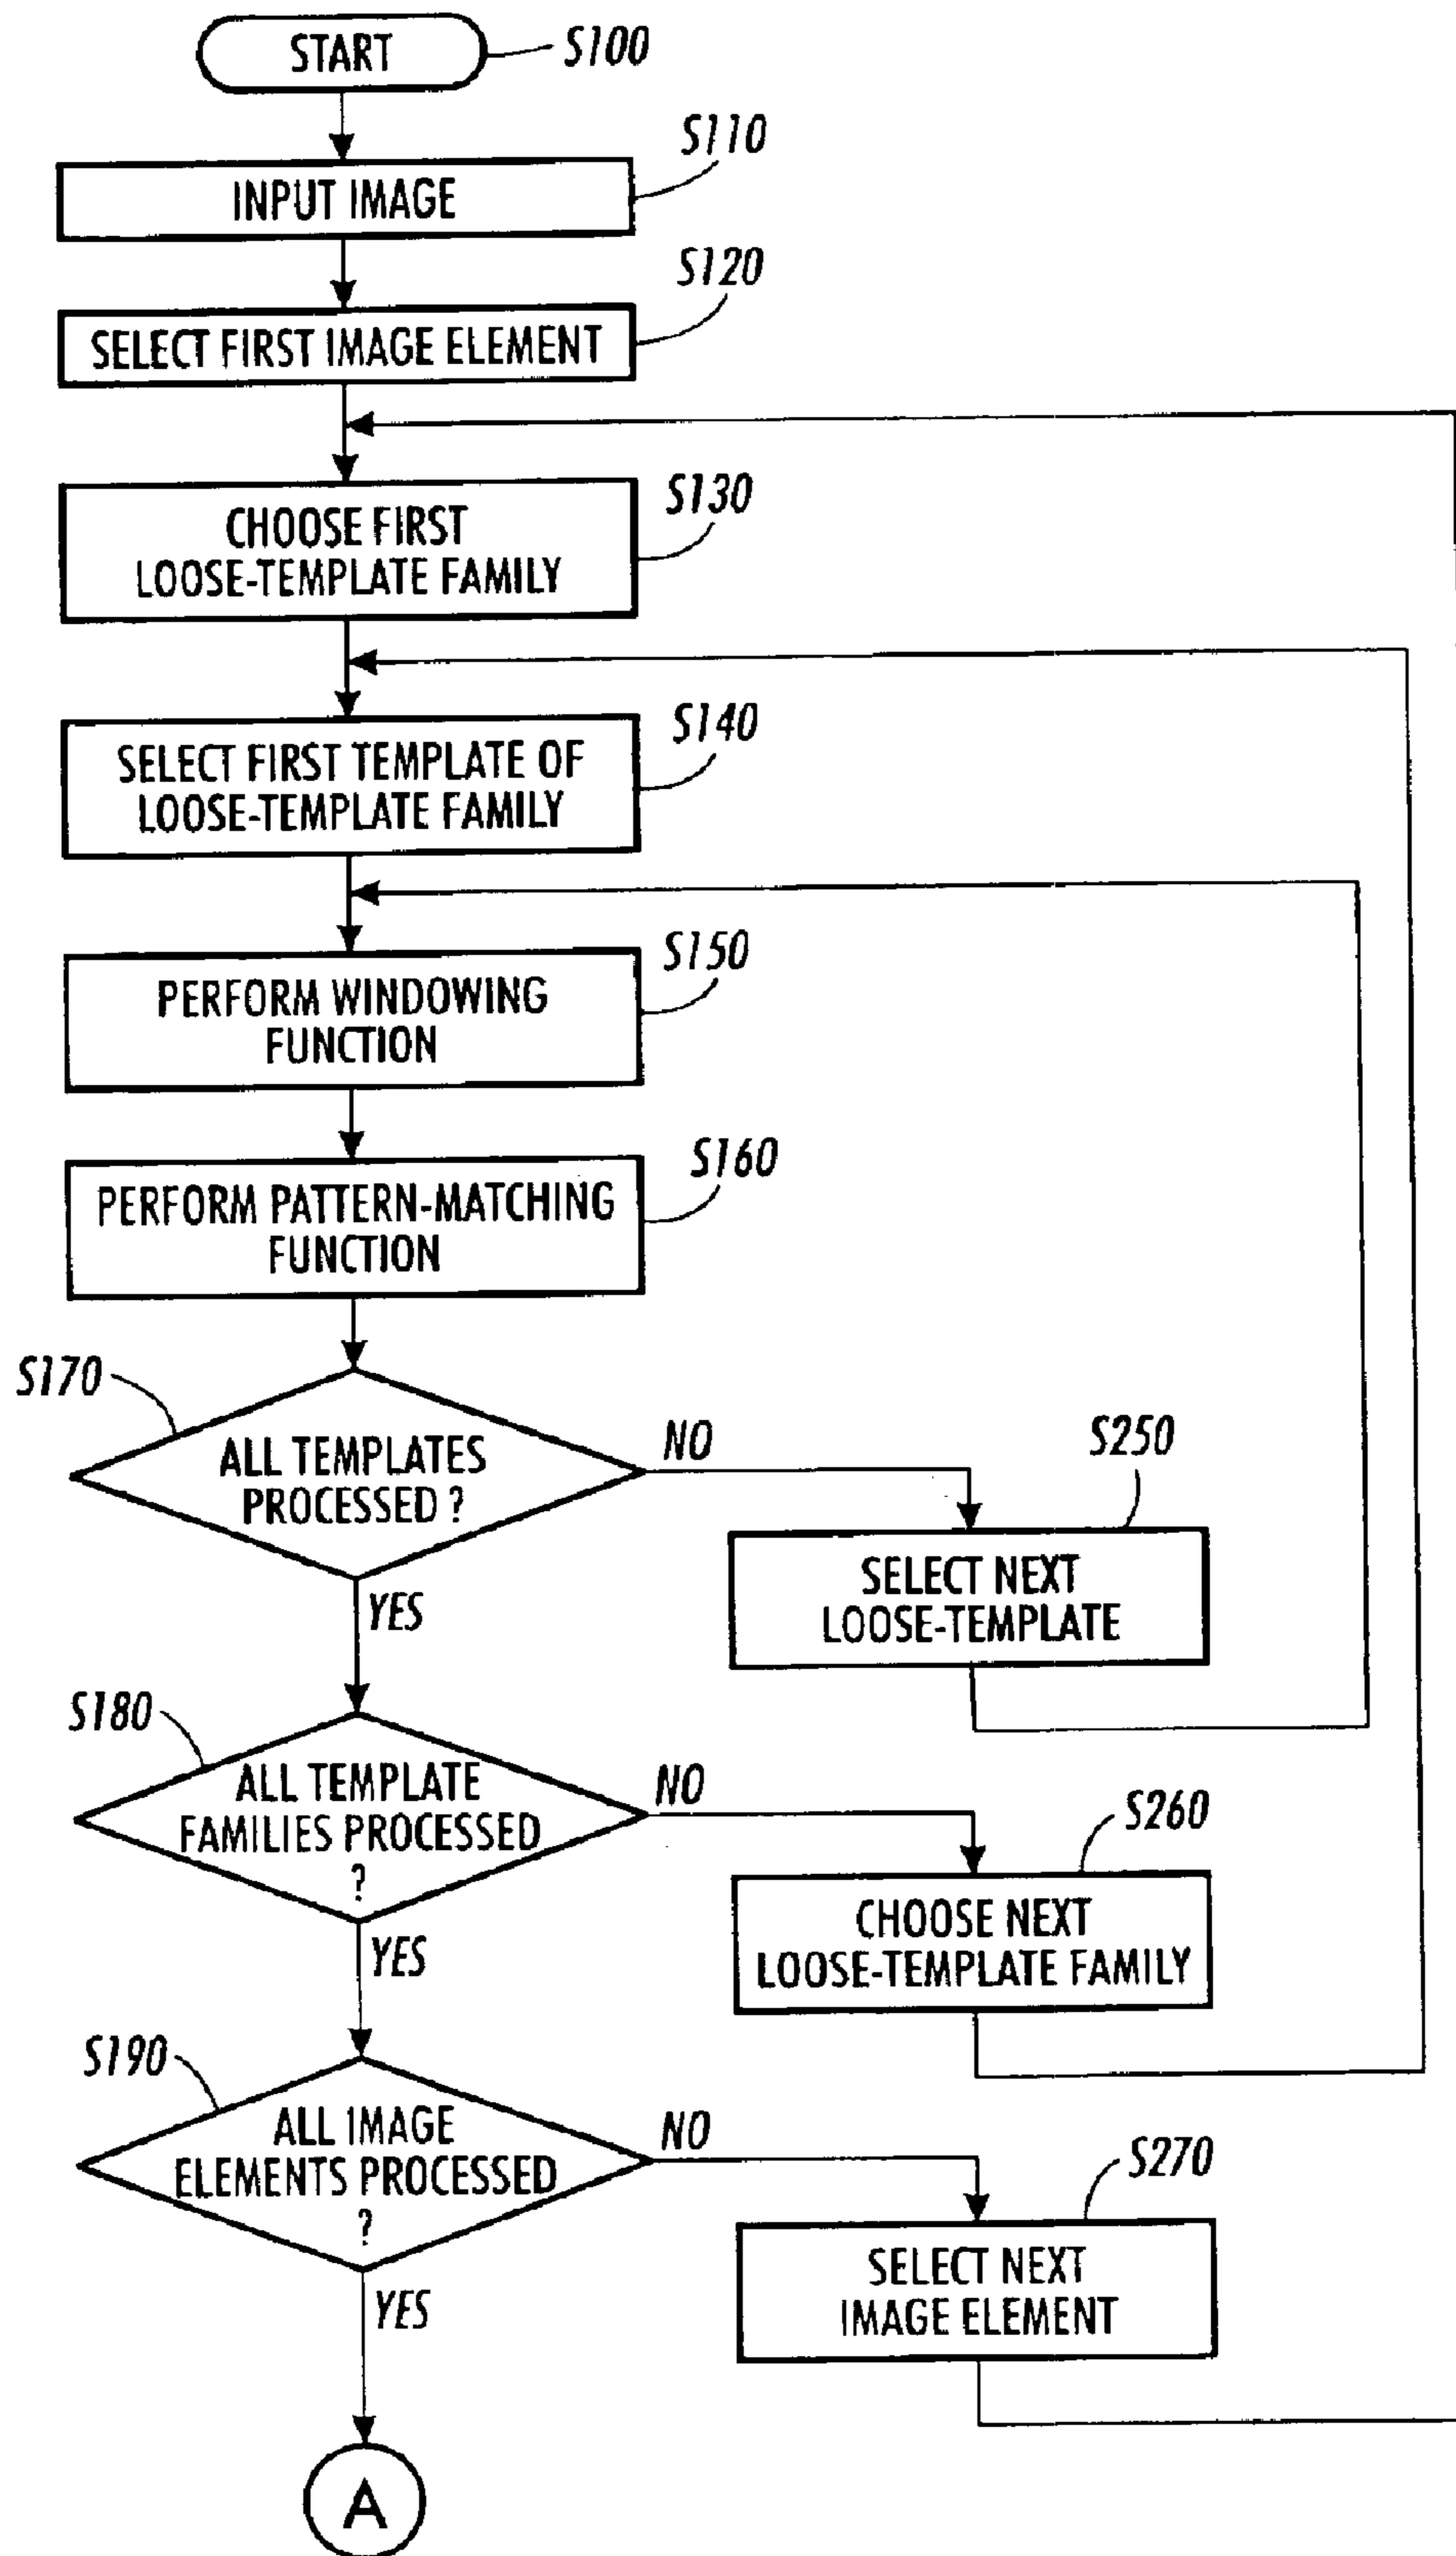 START
S100
S110
INPUT IMAGE
S120
SELECT FIRST IMAGE ELEMENT
S130
CHOOSE FIRST
LOOSE-TEMPLATE FAMILY
S140
SELECT FIRST TEMPLATE OF
LOOSE-TEMPLATE FAMILY
S150
PERFORM WINDOWING
FUNCTION
S160
PERFORM PATTERN-MATCHING
FUNCTION
S170
ALL TEMPLATES
PROCESSED ?
NO
S250
SELECT NEXT
LOOSE-TEMPLATE
YES
S180
ALL TEMPLATE
FAMILIES PROCESSED
?
NO
S260
CHOOSE NEXT
LOOSE-TEMPLATE FAMILY
YES
S190
ALL IMAGE
ELEMENTS PROCESSED
?
NO
S270
SELECT NEXT
IMAGE ELEMENT
YES
A